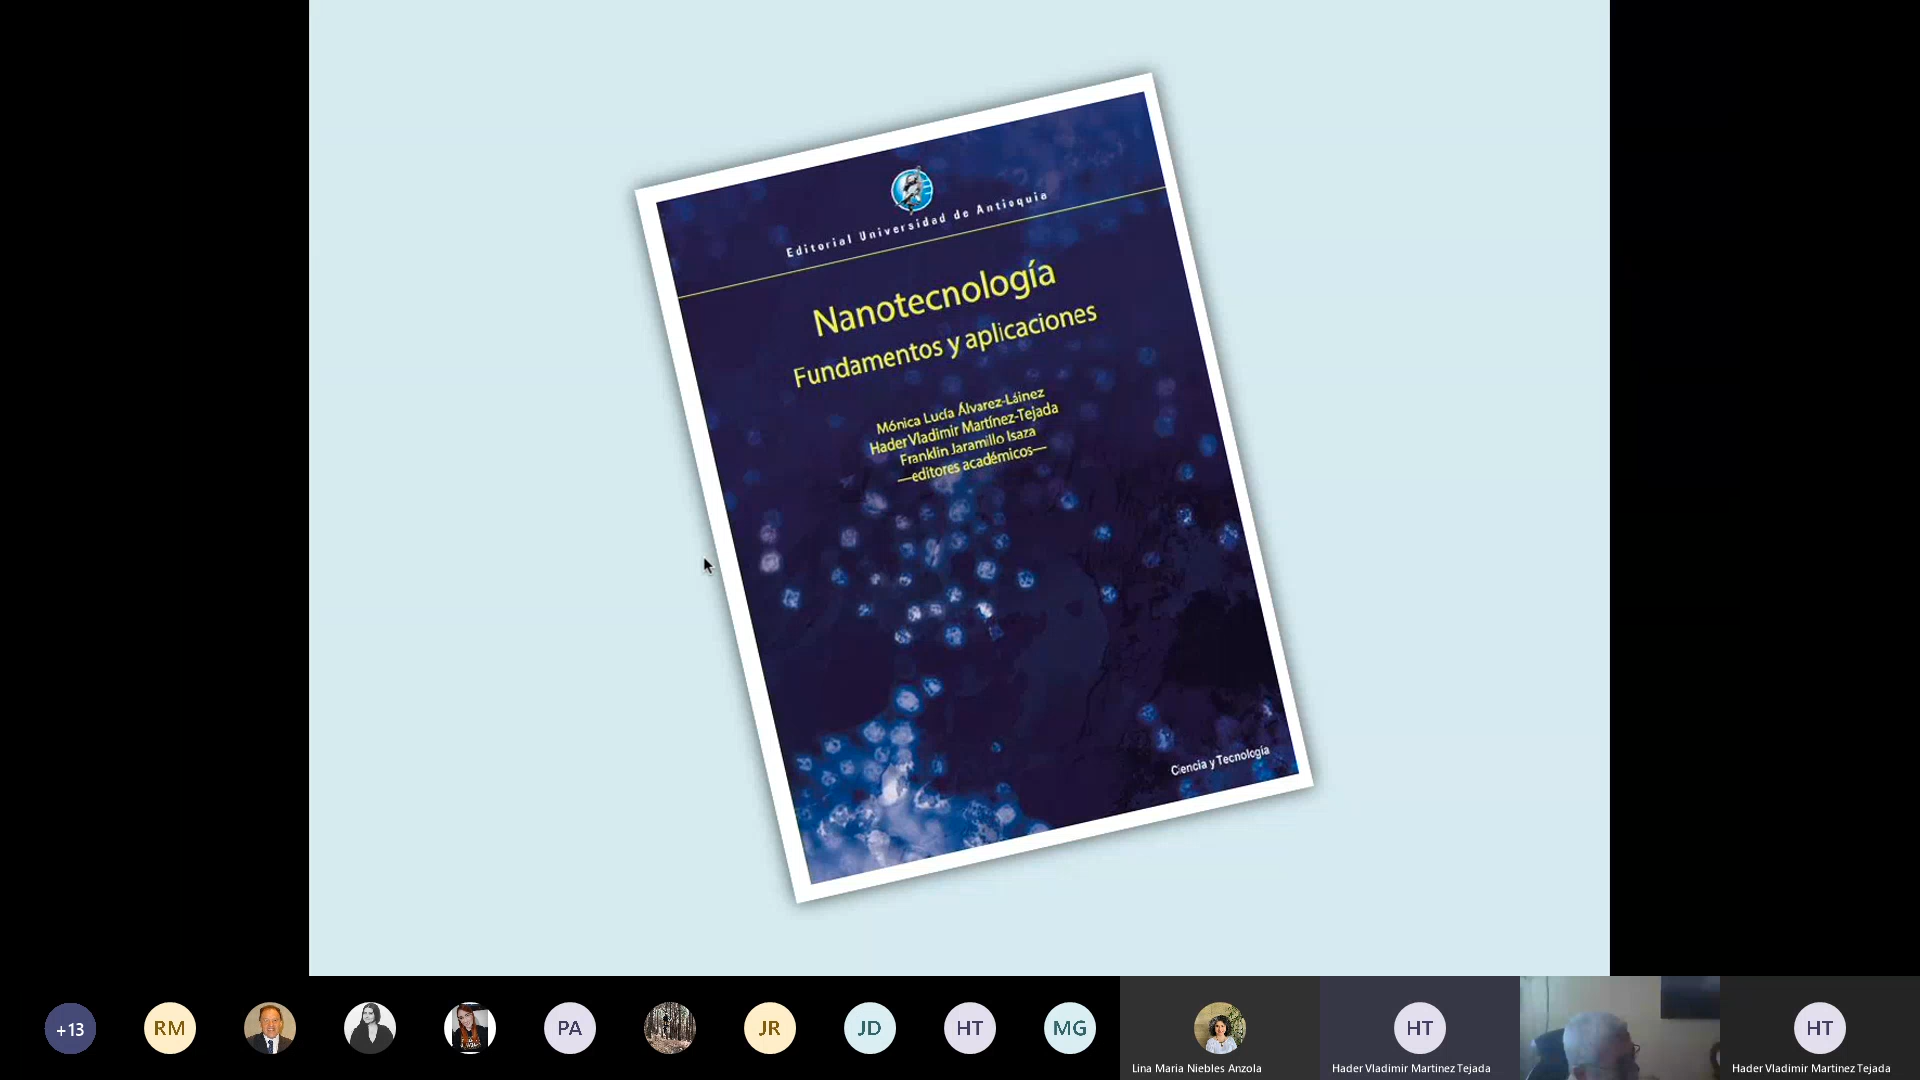 Editorial Universidad de Antioquia
Nanotecnología
Fundamentos y aplicaciones
Mónica Lucía Álvarez-Láinez
Hader Vladimir Martínez-Tejada
Franklin Jaramillo Isaza
—editores académicos—
Ciencia y Tecnología
+13
RM
PA
JR
JD
HT
MG
HT
HT
Lina Maria Niebles Anzola
Hader Vladimir Martinez Tejada
Hader Vladimir Martinez Tejada